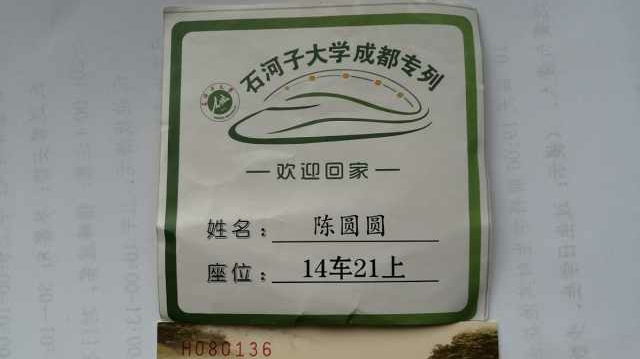 石河子大学成都专列
—欢迎回家—
姓名：陈圆圆
座位：14车21上
H080136